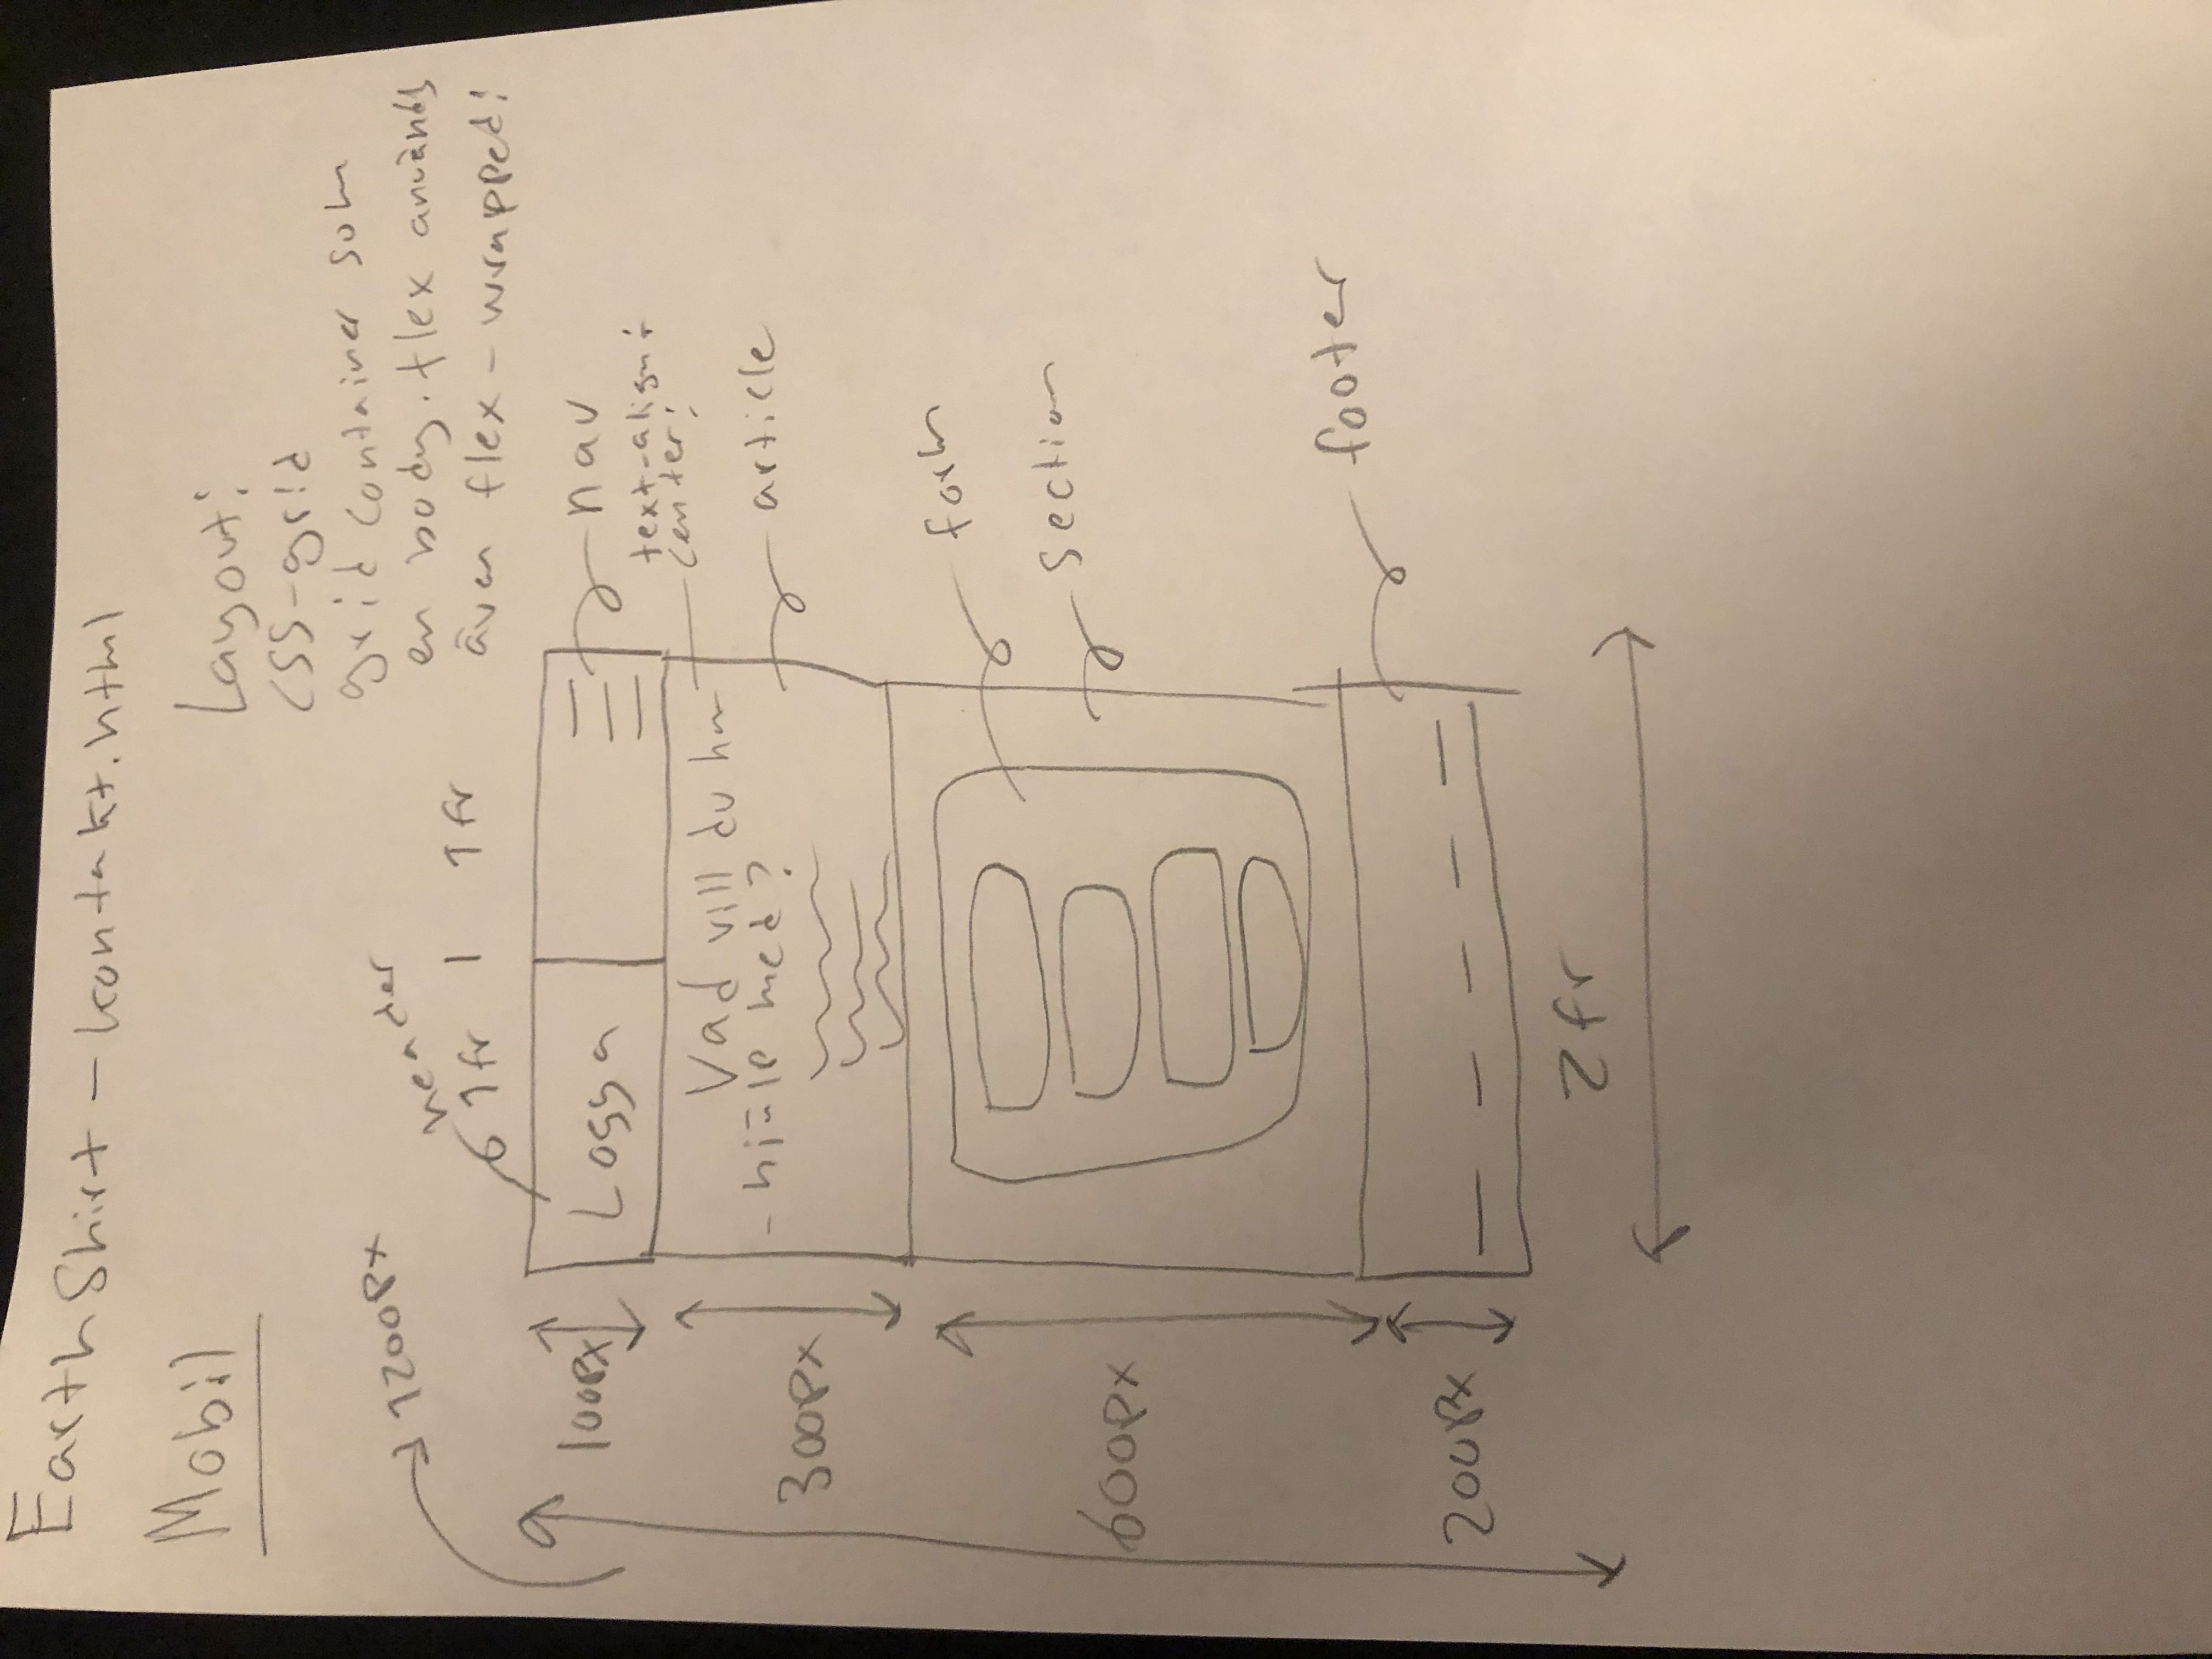 EarthShirt - kontakt.html
Mobil
Layout:
CSS-grid
grid container som
en body. flex används
även flex-wrapped!
1200px
header
1fr | 1fr
100px
Logga
nav
text-align:
center;
Vad vill du ha
- hjälp med?
300px
article
form
section
600px
footer
200px
2fr